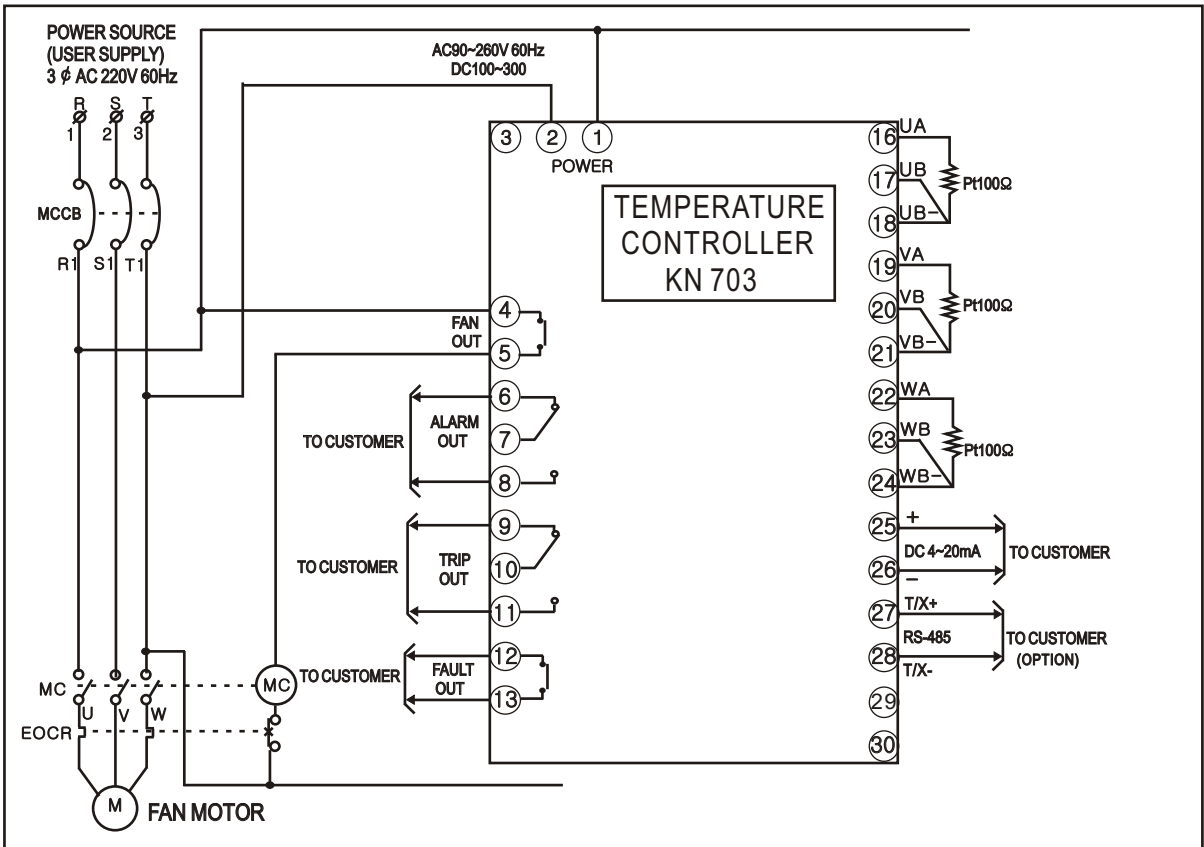 POWER SOURCE
(USER SUPPLY)
3 ∮ AC 220V 60Hz
R S T
1 2 3
MCCB
R1 S1 T1
AC90~260V 60Hz
DC100~300
3 2 1
POWER
TEMPERATURE
CONTROLLER
KN 703
4
FAN
OUT
5
6
ALARM
OUT
7
TO CUSTOMER
8
9
TRIP
OUT
10
TO CUSTOMER
11
12
FAULT
OUT
13
TO CUSTOMER
MC
MC
U V W
EOCR
M
FAN MOTOR
16 UA
17 UB
Pt100Ω
18 UB-
19 VA
20 VB
Pt100Ω
21 VB-
22 WA
23 WB
Pt100Ω
24 WB-
25 +
DC 4~20mA
TO CUSTOMER
26 −
27 T/X+
RS-485
TO CUSTOMER
(OPTION)
28 T/X-
29
30